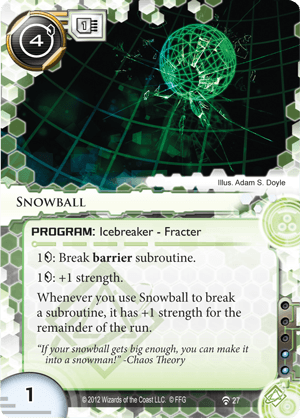 4
1
Illus. Adam S. Doyle
SNOWBALL
PROGRAM: Icebreaker - Fracter
1: Break barrier subroutine.
1: +1 strength.
Whenever you use Snowball to break
a subroutine, it has +1 strength for the
remainder of the run.
"If your snowball gets big enough, you can make it
into a snowman!" -Chaos Theory
1
© 2012 Wizards of the Coast LLC. © FFG
27